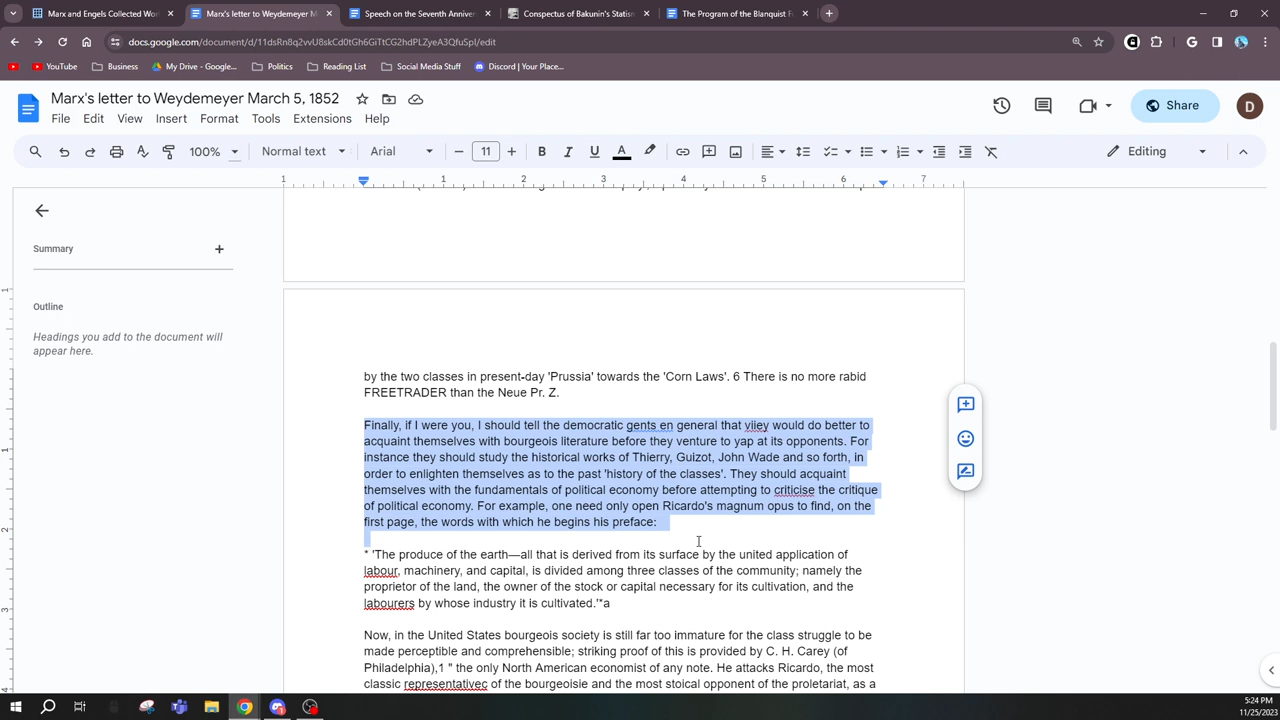 Marx and Engels Collected Wor
Marx's letter to Weydemeyer M
Speech on the Seventh Anniver
Conspectus of Bakunin's Statism
The Program of the Blanquist Fu
docs.google.com/document/d/11dsRn8q2vvU8skCd0tGh6GiTtCG2hdPLZyeA3QfuSpI/edit
YouTube
Business
My Drive - Google...
Politics
Reading List
Social Media Stuff
Discord | Your Place...
Marx's letter to Weydemeyer March 5, 1852
File Edit View Insert Format Tools Extensions Help
Share
D
100%
Normal text
Arial
11
Editing
1 1 2 3 4 5 6 7
Summary
Outline
Headings you add to the document will
appear here.
by the two classes in present-day 'Prussia' towards the 'Corn Laws'. 6 There is no more rabid
FREETRADER than the Neue Pr. Z.
Finally, if I were you, I should tell the democratic gents en general that viiey would do better to
acquaint themselves with bourgeois literature before they venture to yap at its opponents. For
instance they should study the historical works of Thierry, Guizot, John Wade and so forth, in
order to enlighten themselves as to the past 'history of the classes'. They should acquaint
themselves with the fundamentals of political economy before attempting to criticise the critique
of political economy. For example, one need only open Ricardo's magnum opus to find, on the
first page, the words with which he begins his preface:
* 'The produce of the earth—all that is derived from its surface by the united application of
labour, machinery, and capital, is divided among three classes of the community; namely the
proprietor of the land, the owner of the stock or capital necessary for its cultivation, and the
labourers by whose industry it is cultivated.'*a
Now, in the United States bourgeois society is still far too immature for the class struggle to be
made perceptible and comprehensible; striking proof of this is provided by C. H. Carey (of
Philadelphia),1 " the only North American economist of any note. He attacks Ricardo, the most
classic representativec of the bourgeoisie and the most stoical opponent of the proletariat, as a
5:24 PM
11/25/2023